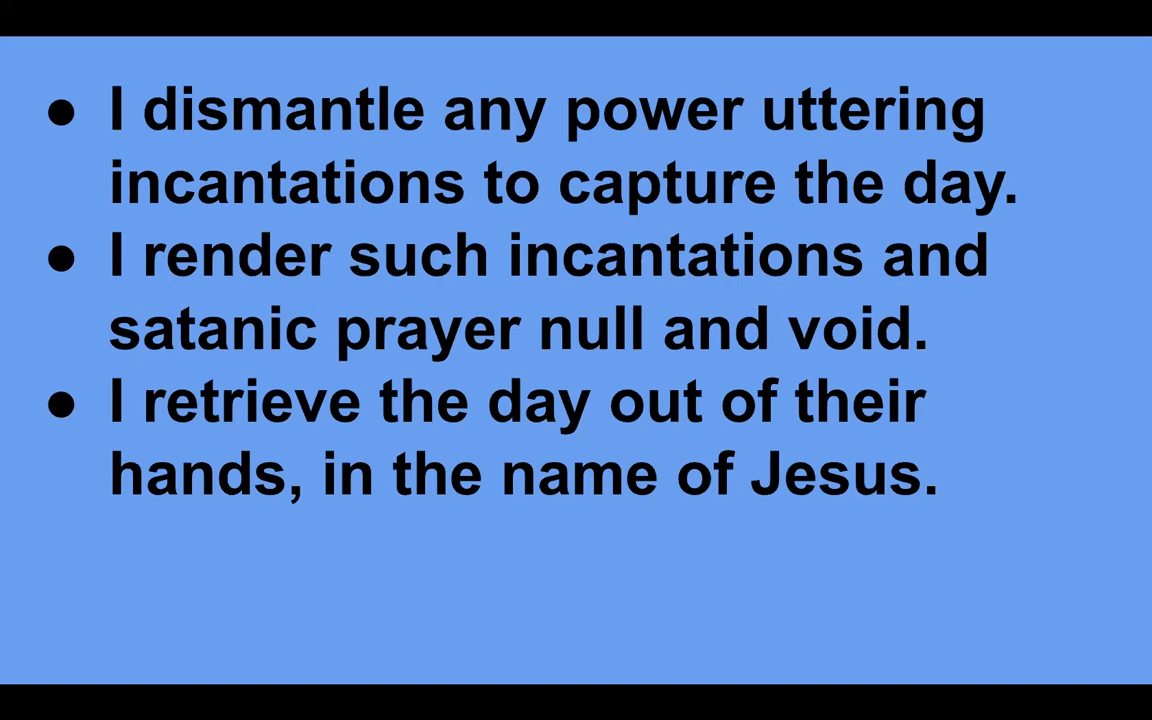 ● I dismantle any power uttering
incantations to capture the day.
● I render such incantations and
satanic prayer null and void.
● I retrieve the day out of their
hands, in the name of Jesus.